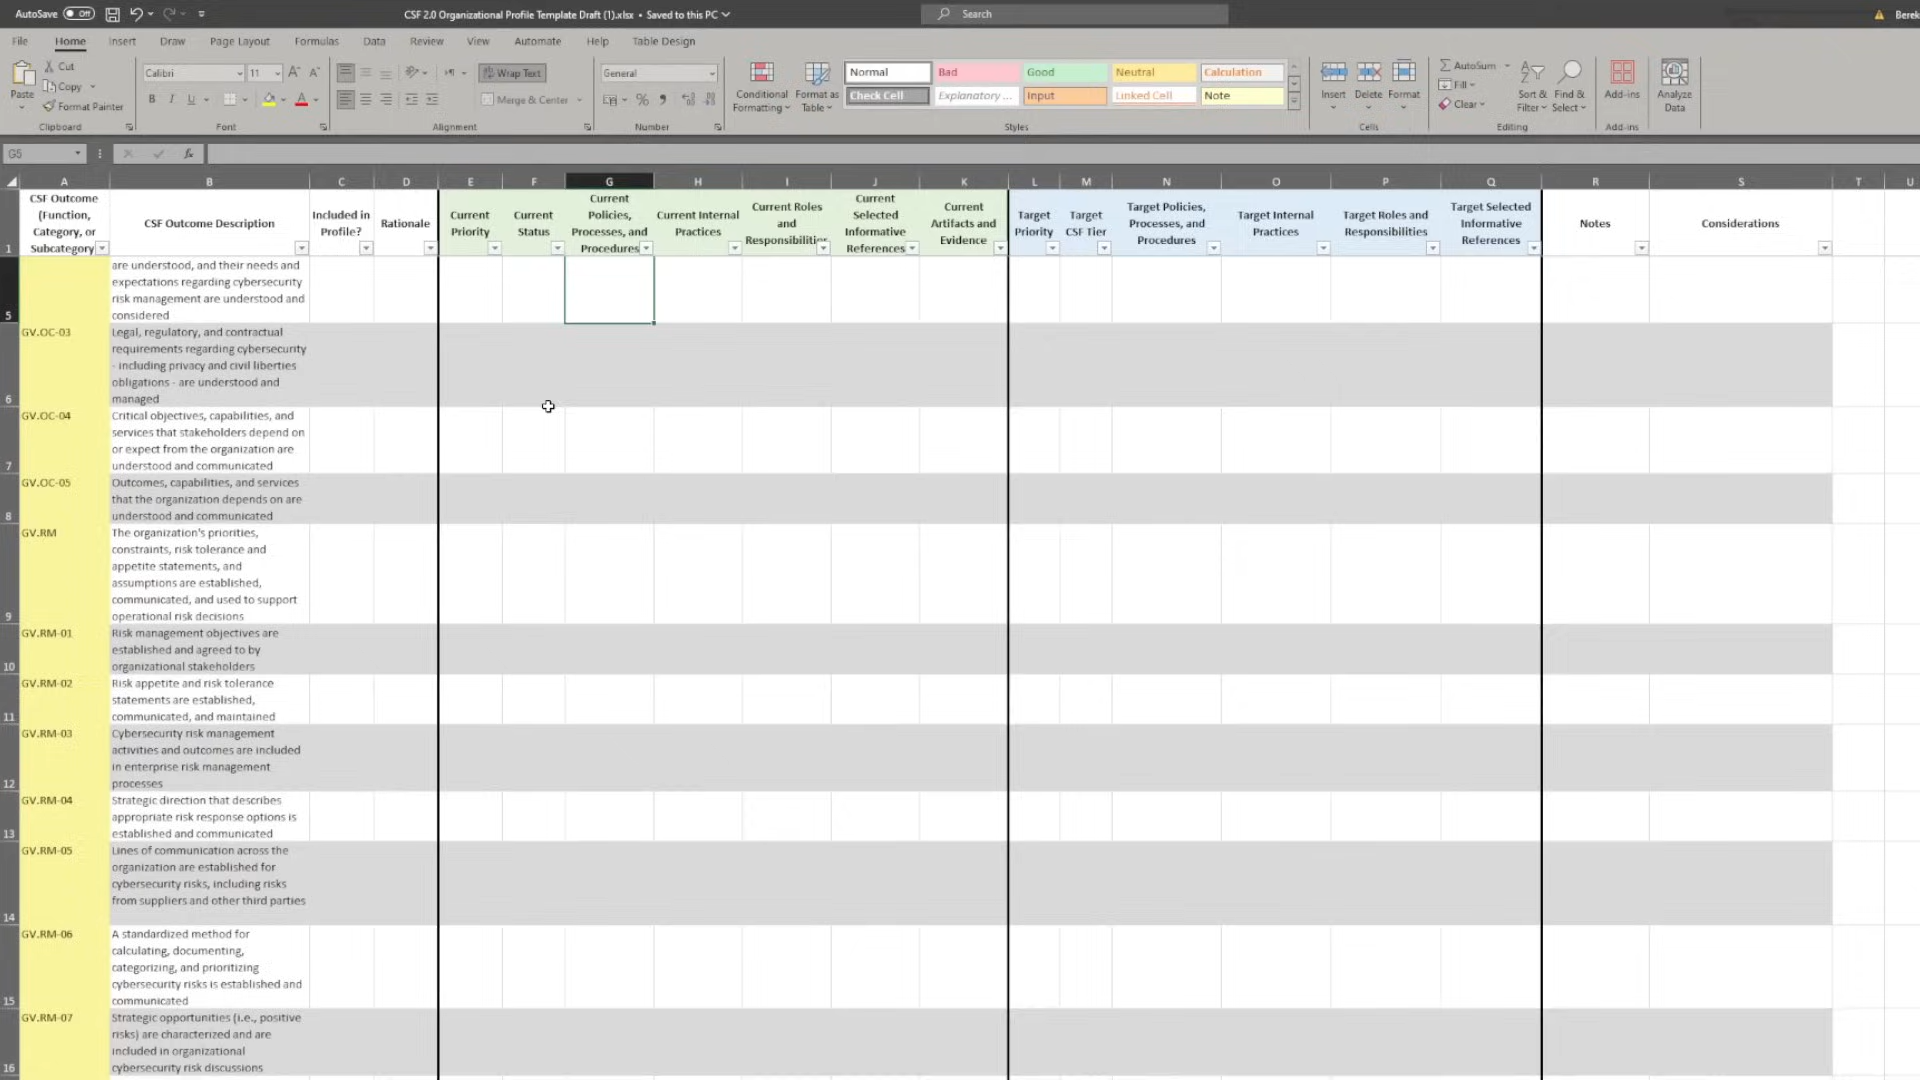 AutoSave Off CSF 2.0 Organizational Profile Template Draft (1).xlsx • Saved to this PC Search Berek
File Home Insert Draw Page Layout Formulas Data Review View Automate Help Table Design
Paste Cut Copy Format Painter Clipboard
Calibri 11 A A B I U A Font
Wrap Text Merge & Center Alignment
General % Number
Conditional Formatting Format as Table
Normal Bad Good Neutral Calculation
Check Cell Explanatory ... Input Linked Cell Note
Styles
Insert Delete Format Cells
AutoSum Fill Clear Sort & Filter Find & Select Editing
Add-ins Add-ins
Analyze Data
G5 fx
A B C D E F G H I J K L M N O P Q R S T U
1
CSF Outcome
(Function,
Category, or
Subcategory
CSF Outcome Description
Included in
Profile?
Rationale
Current
Priority
Current
Status
Current
Policies,
Processes, and
Procedures
Current Internal
Practices
Current Roles
and
Responsibilities
Current
Selected
Informative
References
Current
Artifacts and
Evidence
Target
Priority
Target
CSF Tier
Target Policies,
Processes, and
Procedures
Target Internal
Practices
Target Roles and
Responsibilities
Target Selected
Informative
References
Notes
Considerations
are understood, and their needs and
expectations regarding cybersecurity
risk management are understood and
5 considered
GV.OC-03 Legal, regulatory, and contractual
requirements regarding cybersecurity
- including privacy and civil liberties
obligations - are understood and
6 managed
GV.OC-04 Critical objectives, capabilities, and
services that stakeholders depend on
or expect from the organization are
7 understood and communicated
GV.OC-05 Outcomes, capabilities, and services
that the organization depends on are
8 understood and communicated
GV.RM The organization's priorities,
constraints, risk tolerance and
appetite statements, and
assumptions are established,
communicated, and used to support
9 operational risk decisions
GV.RM-01 Risk management objectives are
established and agreed to by
10 organizational stakeholders
GV.RM-02 Risk appetite and risk tolerance
statements are established,
11 communicated, and maintained
GV.RM-03 Cybersecurity risk management
activities and outcomes are included
in enterprise risk management
12 processes
GV.RM-04 Strategic direction that describes
appropriate risk response options is
13 established and communicated
GV.RM-05 Lines of communication across the
organization are established for
cybersecurity risks, including risks
from suppliers and other third parties
14
GV.RM-06 A standardized method for
calculating, documenting,
categorizing, and prioritizing
cybersecurity risks is established and
15 communicated
GV.RM-07 Strategic opportunities (i.e., positive
risks) are characterized and are
included in organizational
16 cybersecurity risk discussions